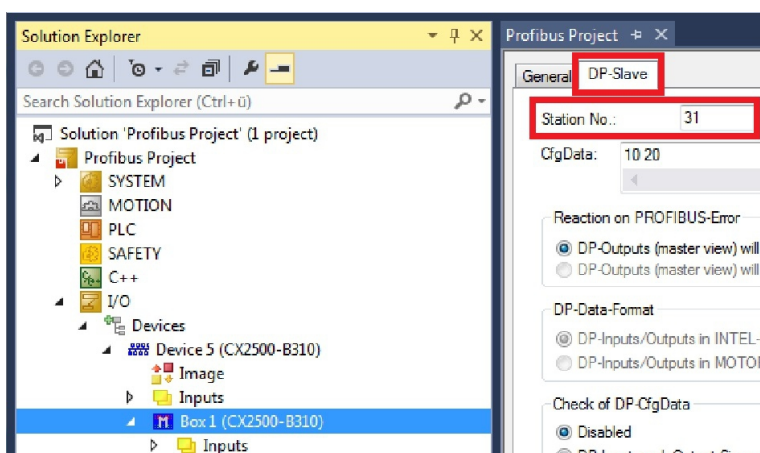 Solution Explorer
Search Solution Explorer (Ctrl+ü)
Solution 'Profibus Project' (1 project)
Profibus Project
SYSTEM
MOTION
PLC
SAFETY
C++
I/O
Devices
Device 5 (CX2500-B310)
Image
Inputs
Box 1 (CX2500-B310)
Inputs
Profibus Project
General
DP-Slave
Station No.: 31
CfgData: 10 20
Reaction on PROFIBUS-Error
DP-Outputs (master view) will
DP-Outputs (master view) will
DP-Data-Format
DP-Inputs/Outputs in INTEL-
DP-Inputs/Outputs in MOTO
Check of DP-CfgData
Disabled